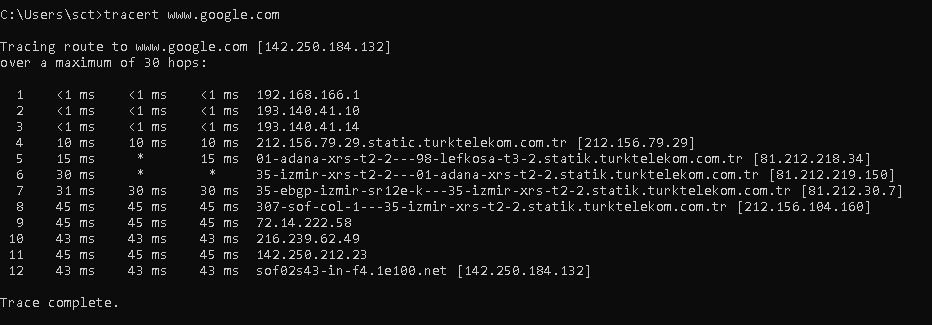 C:\Users\sct>tracert www.google.com
Tracing route to www.google.com [142.250.184.132]
over a maximum of 30 hops:
1 <1 ms <1 ms <1 ms 192.168.166.1
2 <1 ms <1 ms <1 ms 193.140.41.10
3 <1 ms <1 ms <1 ms 193.140.41.14
4 10 ms 10 ms 10 ms 212.156.79.29.static.turktelekom.com.tr [212.156.79.29]
5 15 ms * 15 ms 01-adana-xrs-t2-2---98-lefkosa-t3-2.statik.turktelekom.com.tr [81.212.218.34]
6 30 ms * * 35-izmir-xrs-t2-2---01-adana-xrs-t2-2.statik.turktelekom.com.tr [81.212.219.150]
7 31 ms 30 ms 30 ms 35-ebgp-izmir-sr12e-k---35-izmir-xrs-t2-2.statik.turktelekom.com.tr [81.212.30.7]
8 45 ms 45 ms 45 ms 307-sof-col-1---35-izmir-xrs-t2-2.statik.turktelekom.com.tr [212.156.104.160]
9 45 ms 45 ms 45 ms 72.14.222.58
10 43 ms 43 ms 43 ms 216.239.62.49
11 45 ms 45 ms 45 ms 142.250.212.23
12 43 ms 43 ms 43 ms sof02s43-in-f4.1e100.net [142.250.184.132]
Trace complete.